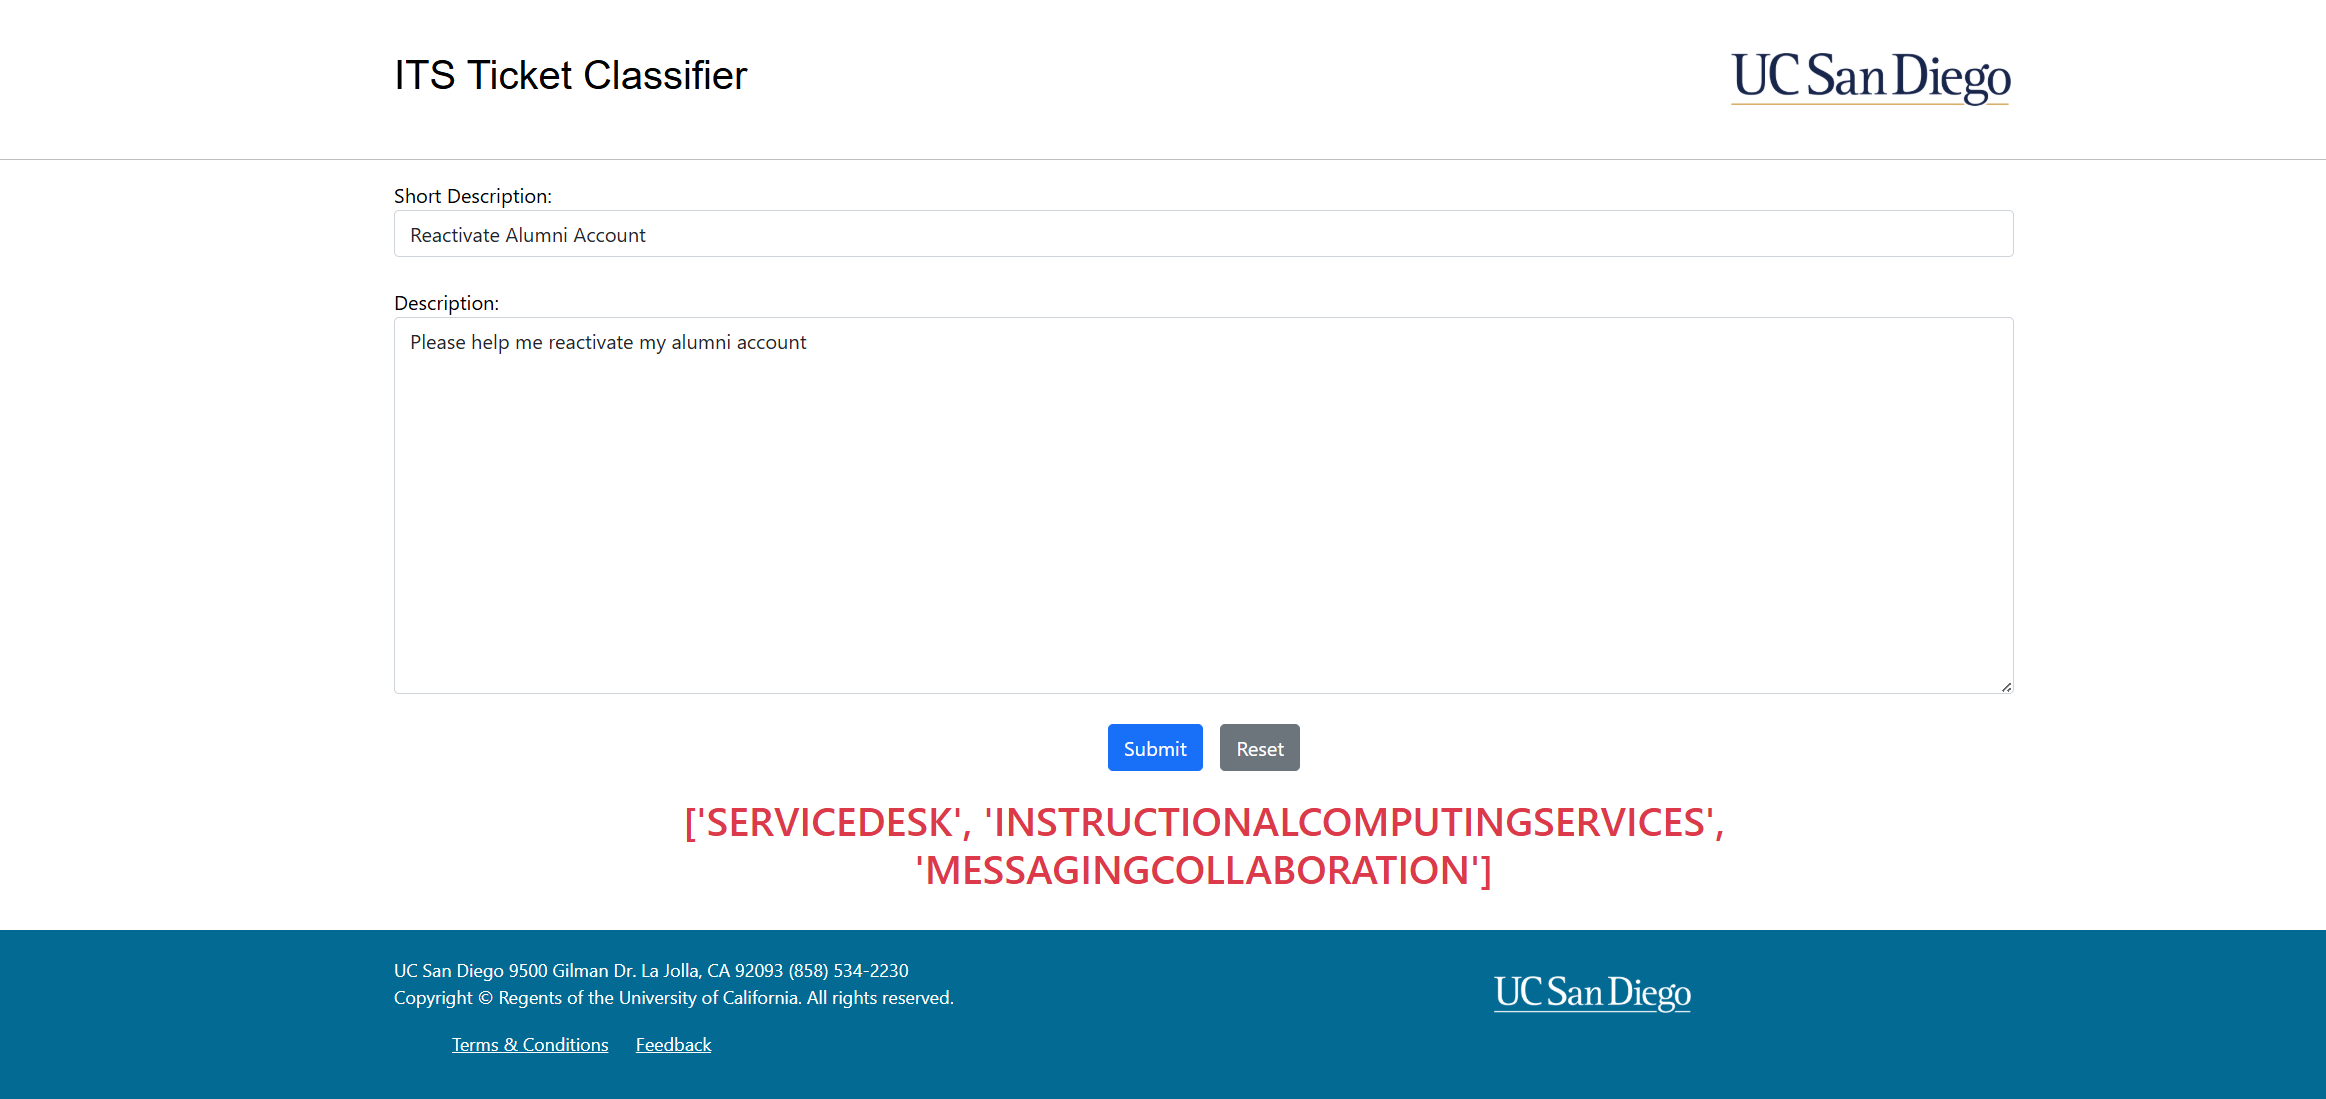 ITS Ticket Classifier
UC San Diego
Short Description:
Reactivate Alumni Account
Description:
Please help me reactivate my alumni account
Submit
Reset
['SERVICEDESK', 'INSTRUCTIONALCOMPUTINGSERVICES',
'MESSAGINGCOLLABORATION']
UC San Diego 9500 Gilman Dr. La Jolla, CA 92093 (858) 534-2230
Copyright © Regents of the University of California. All rights reserved.
UC San Diego
Terms & Conditions
Feedback